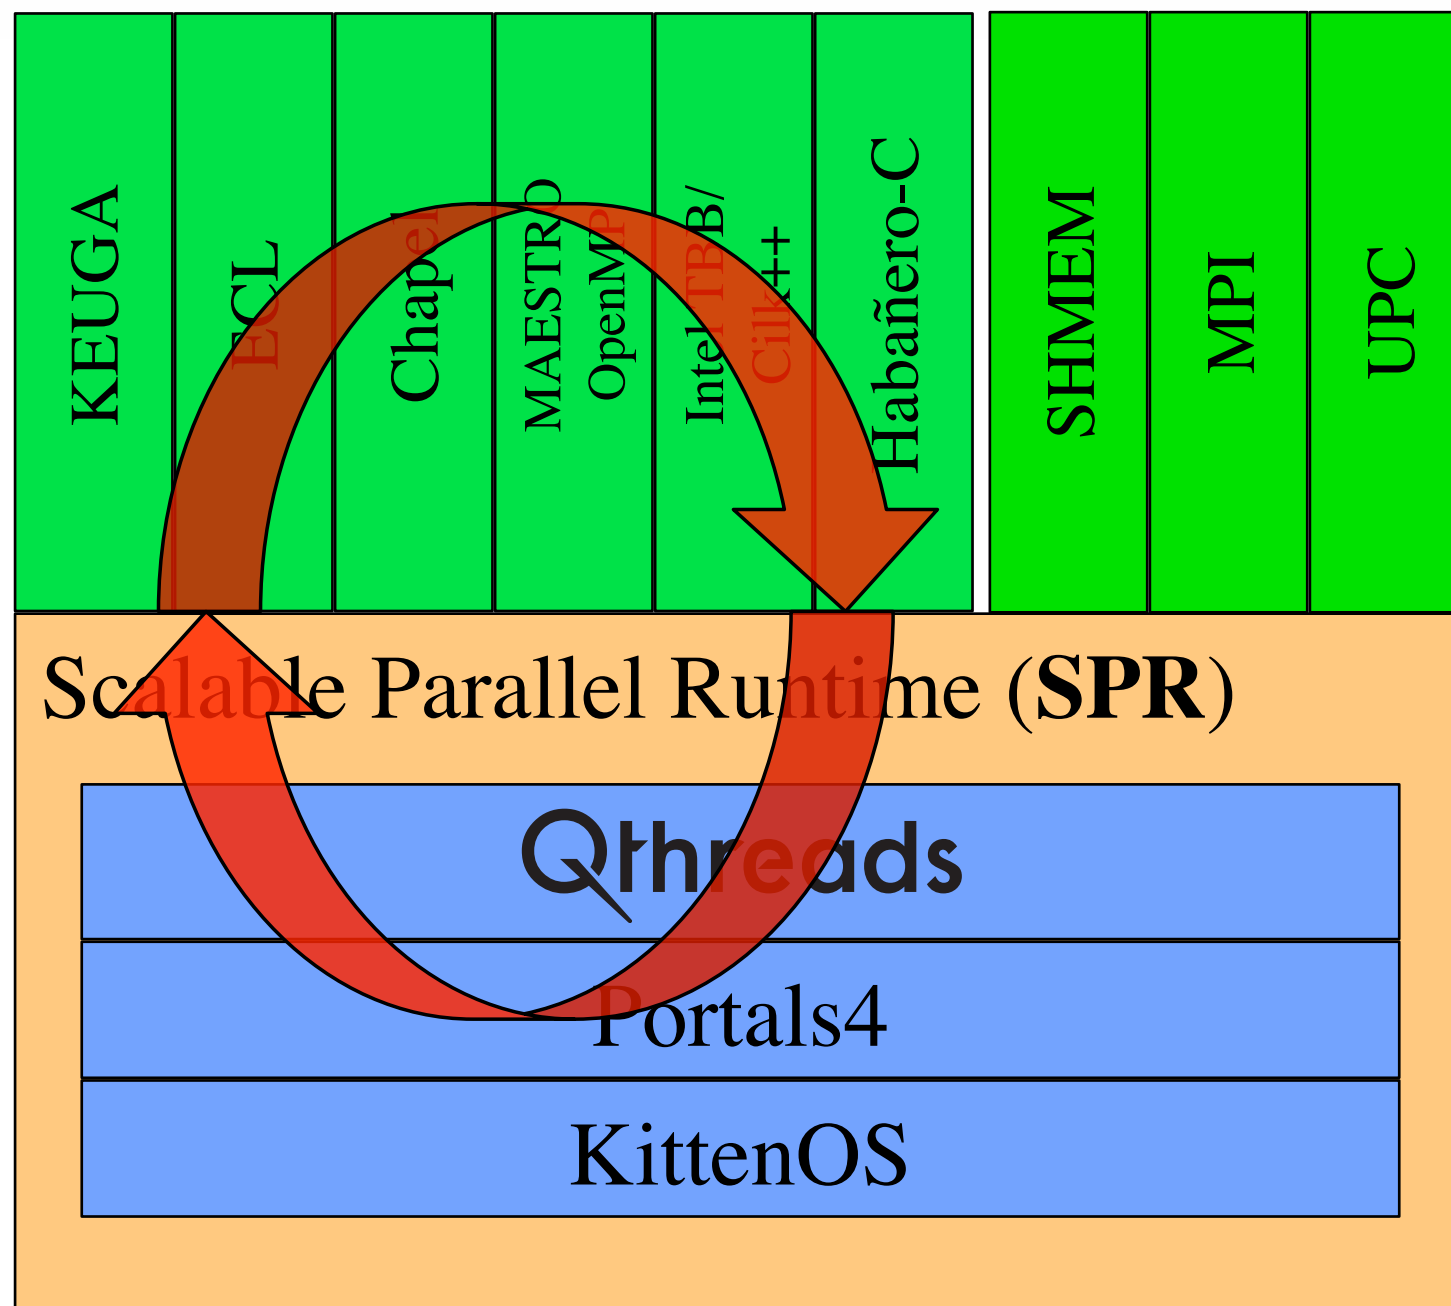 KEUGA
ECL
Chapel
MAESTRO
OpenMP
Intel TBB/
Cilk++
Habañero-C
SHMEM
MPI
UPC
Scalable Parallel Runtime (SPR)
Qthreads
Portals4
KittenOS